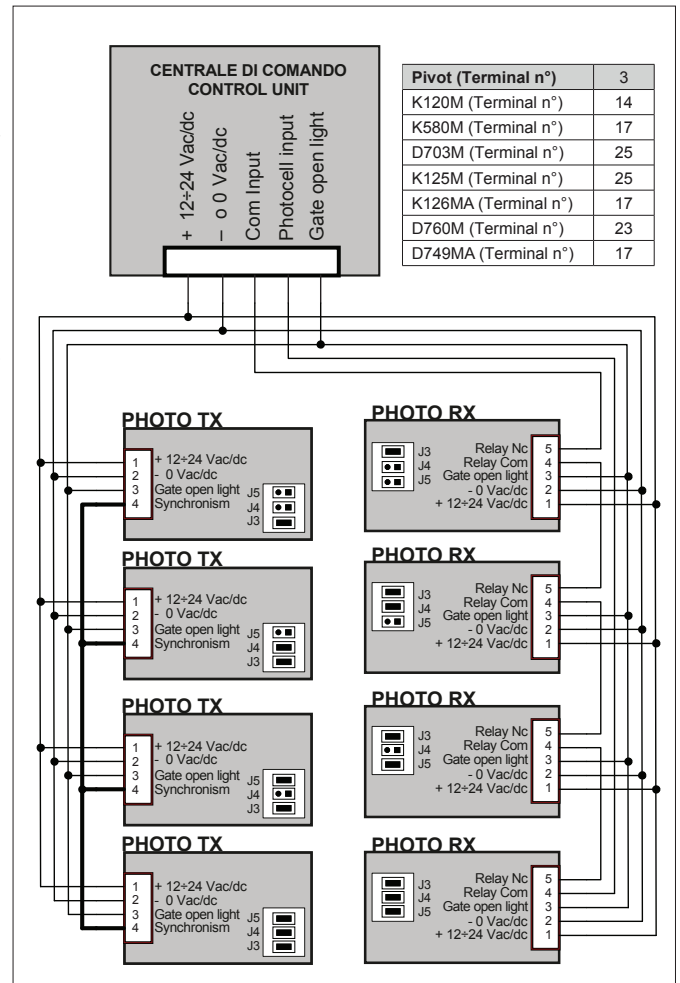 CENTRALE DI COMANDO
CONTROL UNIT
+ 12÷24 Vac/dc
– o 0 Vac/dc
Com Input
Photocell input
Gate open light
Pivot (Terminal n°) 3
K120M (Terminal n°) 14
K580M (Terminal n°) 17
D703M (Terminal n°) 25
K125M (Terminal n°) 25
K126MA (Terminal n°) 17
D760M (Terminal n°) 23
D749MA (Terminal n°) 17
PHOTO TX
1 + 12÷24 Vac/dc
2 - 0 Vac/dc
3 Gate open light J5
4 Synchronism J4
J3
PHOTO RX
J3 Relay Nc 5
J4 Relay Com 4
J5 Gate open light 3
- 0 Vac/dc 2
+ 12÷24 Vac/dc 1
PHOTO TX
1 + 12÷24 Vac/dc
2 - 0 Vac/dc
3 Gate open light J5
4 Synchronism J4
J3
PHOTO RX
J3 Relay Nc 5
J4 Relay Com 4
J5 Gate open light 3
- 0 Vac/dc 2
+ 12÷24 Vac/dc 1
PHOTO TX
1 + 12÷24 Vac/dc
2 - 0 Vac/dc
3 Gate open light J5
4 Synchronism J4
J3
PHOTO RX
J3 Relay Nc 5
J4 Relay Com 4
J5 Gate open light 3
- 0 Vac/dc 2
+ 12÷24 Vac/dc 1
PHOTO TX
1 + 12÷24 Vac/dc
2 - 0 Vac/dc
3 Gate open light J5
4 Synchronism J4
J3
PHOTO RX
J3 Relay Nc 5
J4 Relay Com 4
J5 Gate open light 3
- 0 Vac/dc 2
+ 12÷24 Vac/dc 1